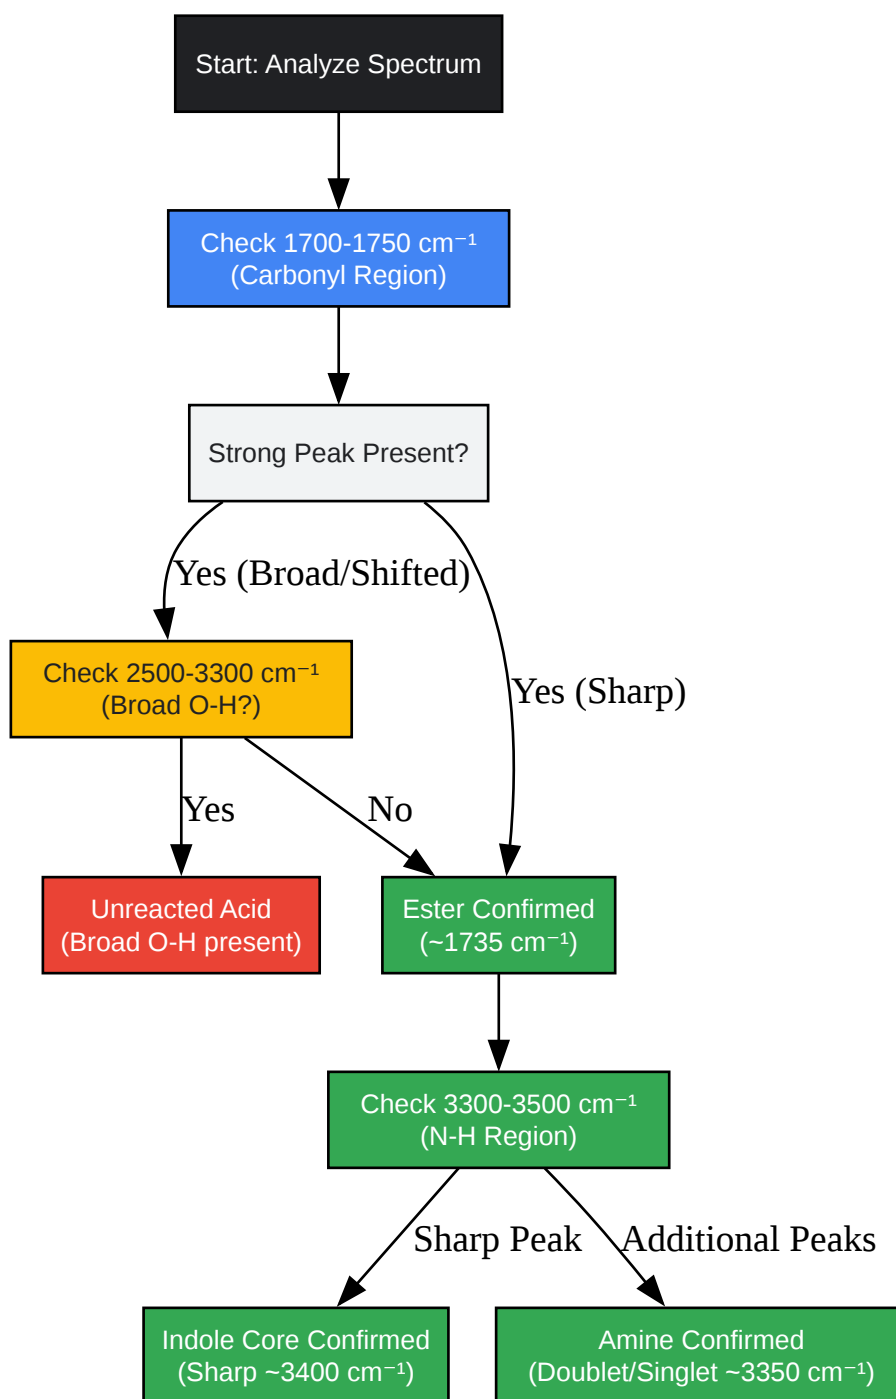 Start: Analyze Spectrum
Check 1700-1750 cm⁻¹
(Carbonyl Region)
Strong Peak Present?
Yes (Broad/Shifted)
Check 2500-3300 cm⁻¹
(Broad O-H?)
Yes (Sharp)
Yes
No
Unreacted Acid
(Broad O-H present)
Ester Confirmed
(~1735 cm⁻¹)
Check 3300-3500 cm⁻¹
(N-H Region)
Sharp Peak
Additional Peaks
Indole Core Confirmed
(Sharp ~3400 cm⁻¹)
Amine Confirmed
(Doublet/Singlet ~3350 cm⁻¹)